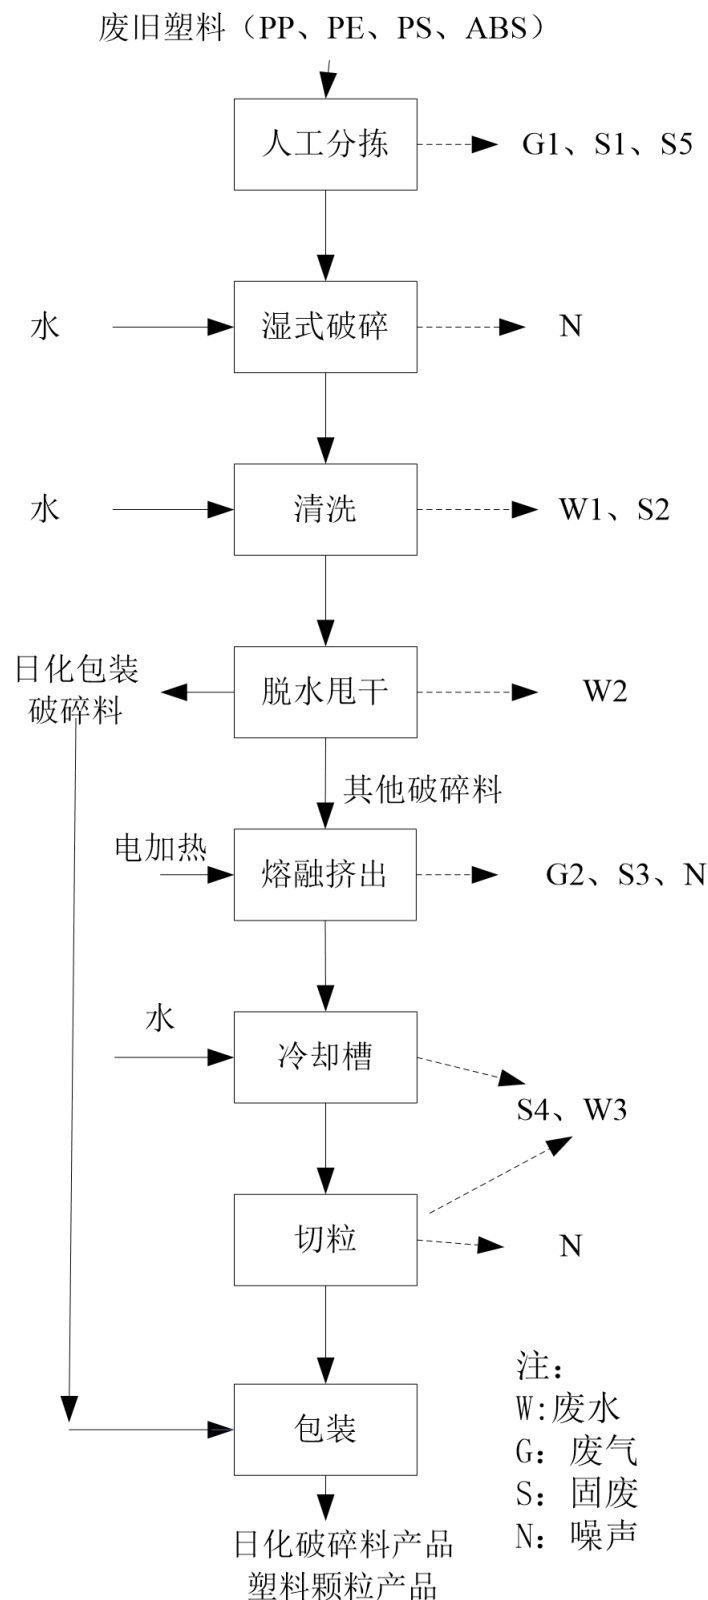 废旧塑料（PP、PE、PS、ABS）
人工分拣
G1、S1、S5
水
湿式破碎
N
水
清洗
W1、S2
日化包装
破碎料
脱水甩干
W2
其他破碎料
电加热
熔融挤出
G2、S3、N
水
冷却槽
S4、W3
切粒
N
包装
注：
W:废水
G：废气
S：固废
N：噪声
日化破碎料产品
塑料颗粒产品